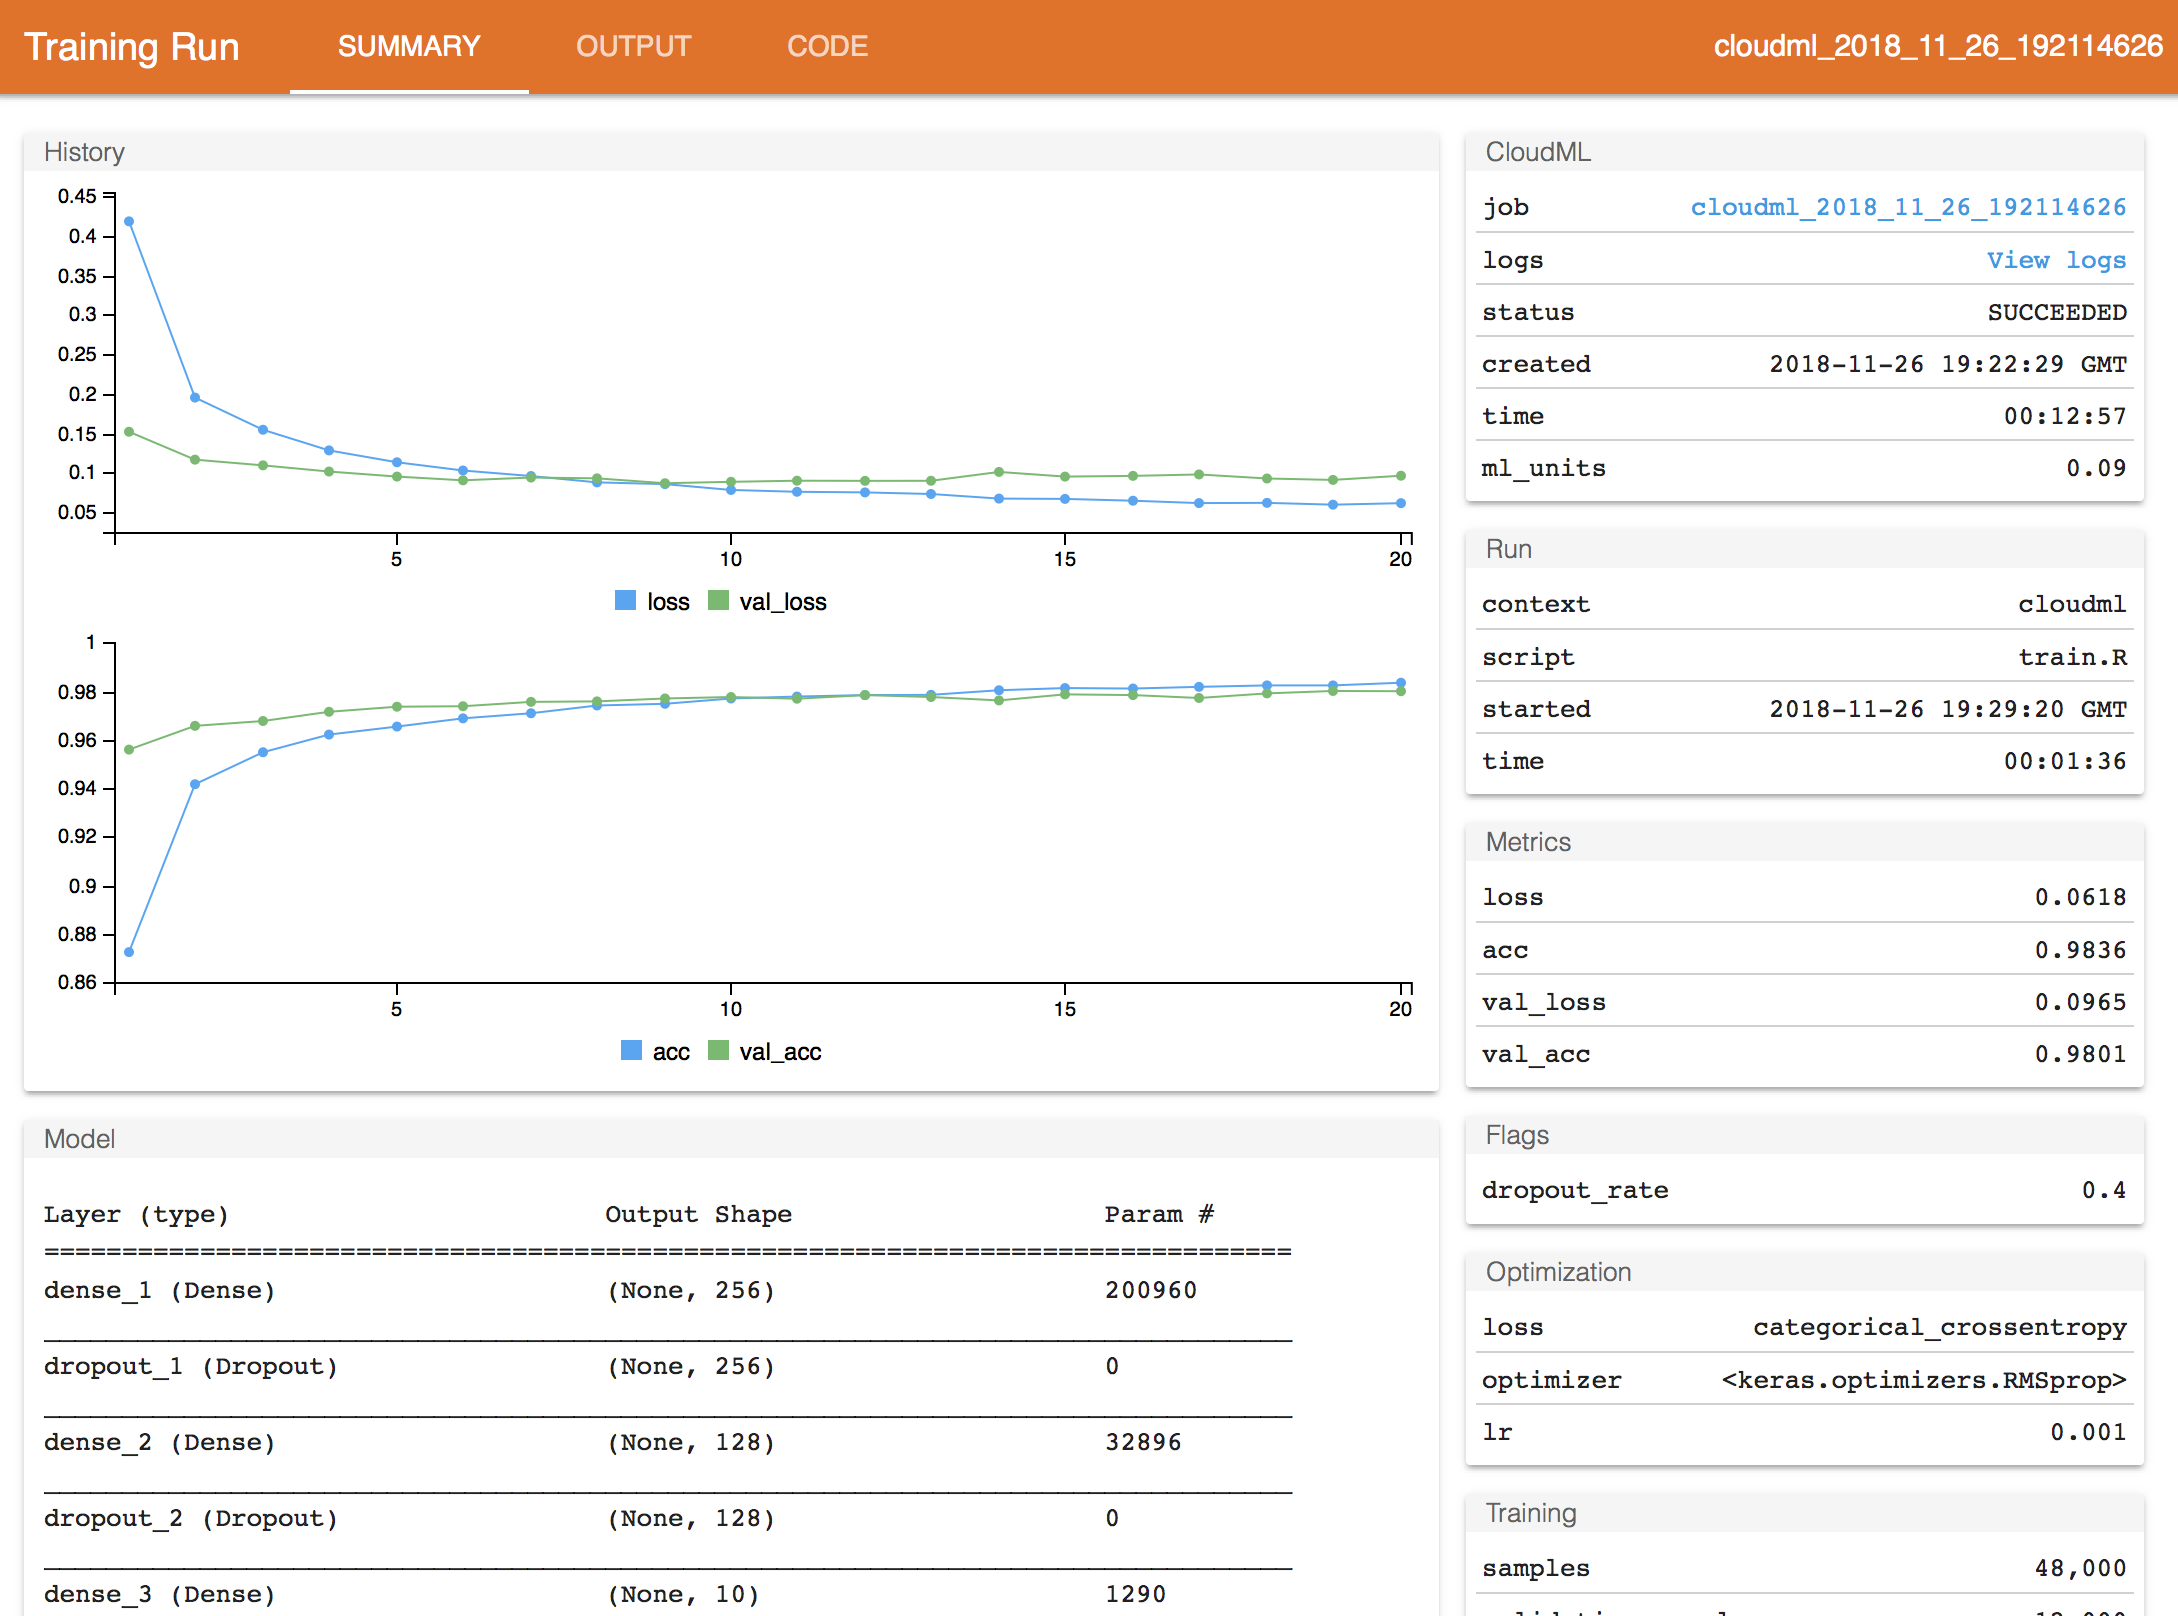 Training Run SUMMARY OUTPUT CODE cloudml_2018_11_26_192114626
History
0.45
0.4
0.35
0.3
0.25
0.2
0.15
0.1
0.05
5 10 15 20
loss val_loss
1
0.98
0.96
0.94
0.92
0.9
0.88
0.86
5 10 15 20
acc val_acc
Model
Layer (type) Output Shape Param #
================================================================================
dense_1 (Dense) (None, 256) 200960
________________________________________________________________________________
dropout_1 (Dropout) (None, 256) 0
________________________________________________________________________________
dense_2 (Dense) (None, 128) 32896
________________________________________________________________________________
dropout_2 (Dropout) (None, 128) 0
________________________________________________________________________________
dense_3 (Dense) (None, 10) 1290
CloudML
job cloudml_2018_11_26_192114626
logs View logs
status SUCCEEDED
created 2018-11-26 19:22:29 GMT
time 00:12:57
ml_units 0.09
Run
context cloudml
script train.R
started 2018-11-26 19:29:20 GMT
time 00:01:36
Metrics
loss 0.0618
acc 0.9836
val_loss 0.0965
val_acc 0.9801
Flags
dropout_rate 0.4
Optimization
loss categorical_crossentropy
optimizer <keras.optimizers.RMSprop>
lr 0.001
Training
samples 48,000